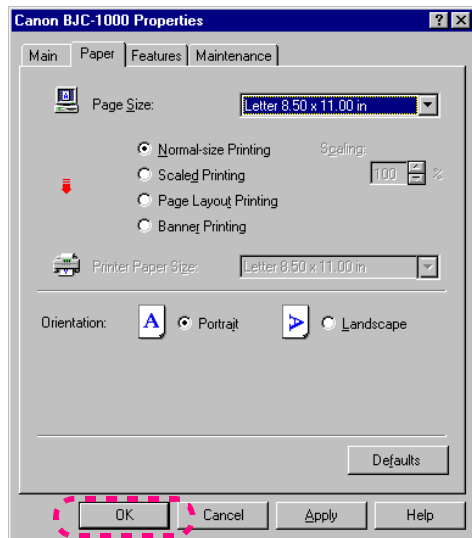 Canon BJC-1000 Properties
Main Paper Features Maintenance
Page Size: Letter 8.50 x 11.00 in
Normal-size Printing Scaling:
Scaled Printing 100 %
Page Layout Printing
Banner Printing
Printer Paper Size: Letter 8.50 x 11.00 in
Orientation: A Portrait A Landscape
Defaults
OK Cancel Apply Help